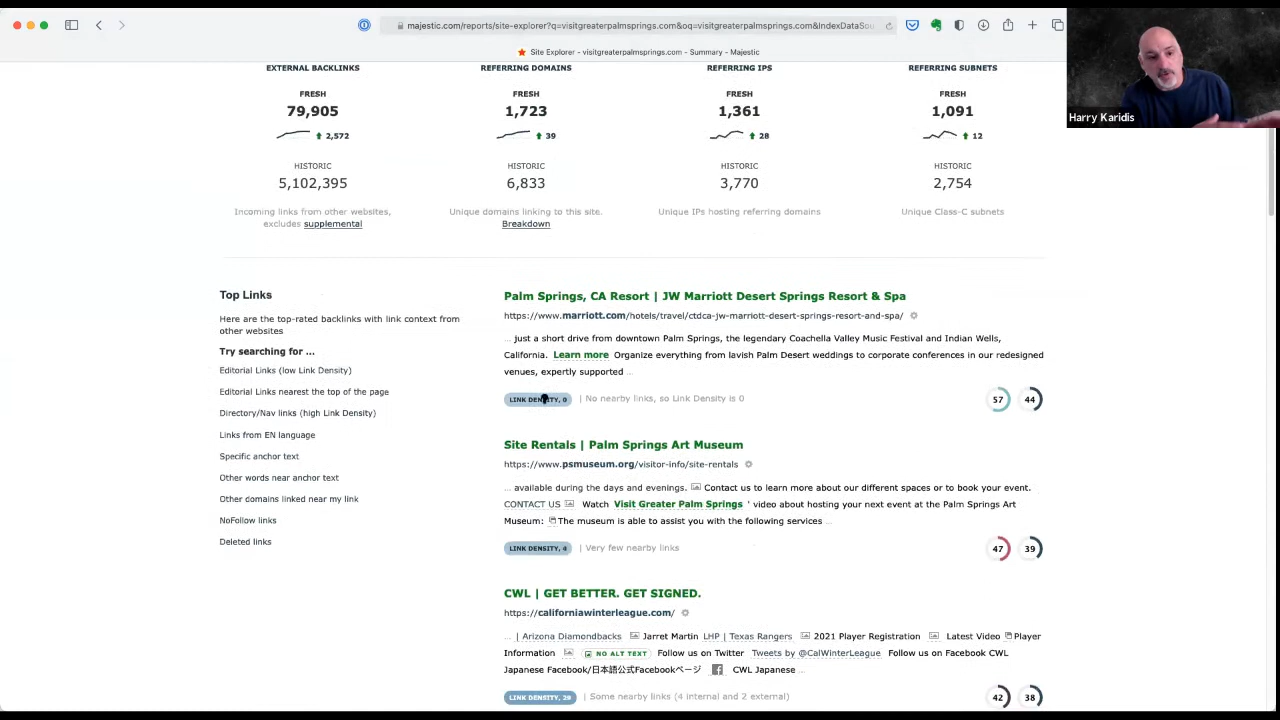 majestic.com/reports/site-explorer?q=visitgreaterpalmsprings.com&oq=visitgreaterpalmsprings.com&IndexDataSou
Site Explorer - visitgreaterpalmsprings.com - Summary - Majestic
Harry Karidis
EXTERNAL BACKLINKS
FRESH
79,905
2,572
HISTORIC
5,102,395
Incoming links from other websites,
excludes supplemental
REFERRING DOMAINS
FRESH
1,723
39
HISTORIC
6,833
Unique domains linking to this site.
Breakdown
REFERRING IPS
FRESH
1,361
28
HISTORIC
3,770
Unique IPs hosting referring domains
REFERRING SUBNETS
FRESH
1,091
12
HISTORIC
2,754
Unique Class-C subnets
Top Links
Here are the top-rated backlinks with link context from
other websites
Try searching for ...
Editorial Links (low Link Density)
Editorial Links nearest the top of the page
Directory/Nav links (high Link Density)
Links from EN language
Specific anchor text
Other words near anchor text
Other domains linked near my link
NoFollow links
Deleted links
Palm Springs, CA Resort | JW Marriott Desert Springs Resort & Spa
https://www.marriott.com/hotels/travel/ctdca-jw-marriott-desert-springs-resort-and-spa/
... just a short drive from downtown Palm Springs, the legendary Coachella Valley Music Festival and Indian Wells,
California. Learn more Organize everything from lavish Palm Desert weddings to corporate conferences in our redesigned
venues, expertly supported ...
LINK DENSITY, 0 | No nearby links, so Link Density is 0
57 44
Site Rentals | Palm Springs Art Museum
https://www.psmuseum.org/visitor-info/site-rentals
... available during the days and evenings. Contact us to learn more about our different spaces or to book your event.
CONTACT US Watch Visit Greater Palm Springs ' video about hosting your next event at the Palm Springs Art
Museum: The museum is able to assist you with the following services ...
LINK DENSITY, 4 | Very few nearby links
47 39
CWL | GET BETTER. GET SIGNED.
https://californiawinterleague.com/
... | Arizona Diamondbacks Jarret Martin LHP | Texas Rangers 2021 Player Registration Latest Video Player
Information NO ALT TEXT Follow us on Twitter Tweets by @CalWinterLeague Follow us on Facebook CWL
Japanese Facebook/日本語公式Facebookページ CWL Japanese ...
LINK DENSITY, 29 | Some nearby links (4 internal and 2 external)
42 38